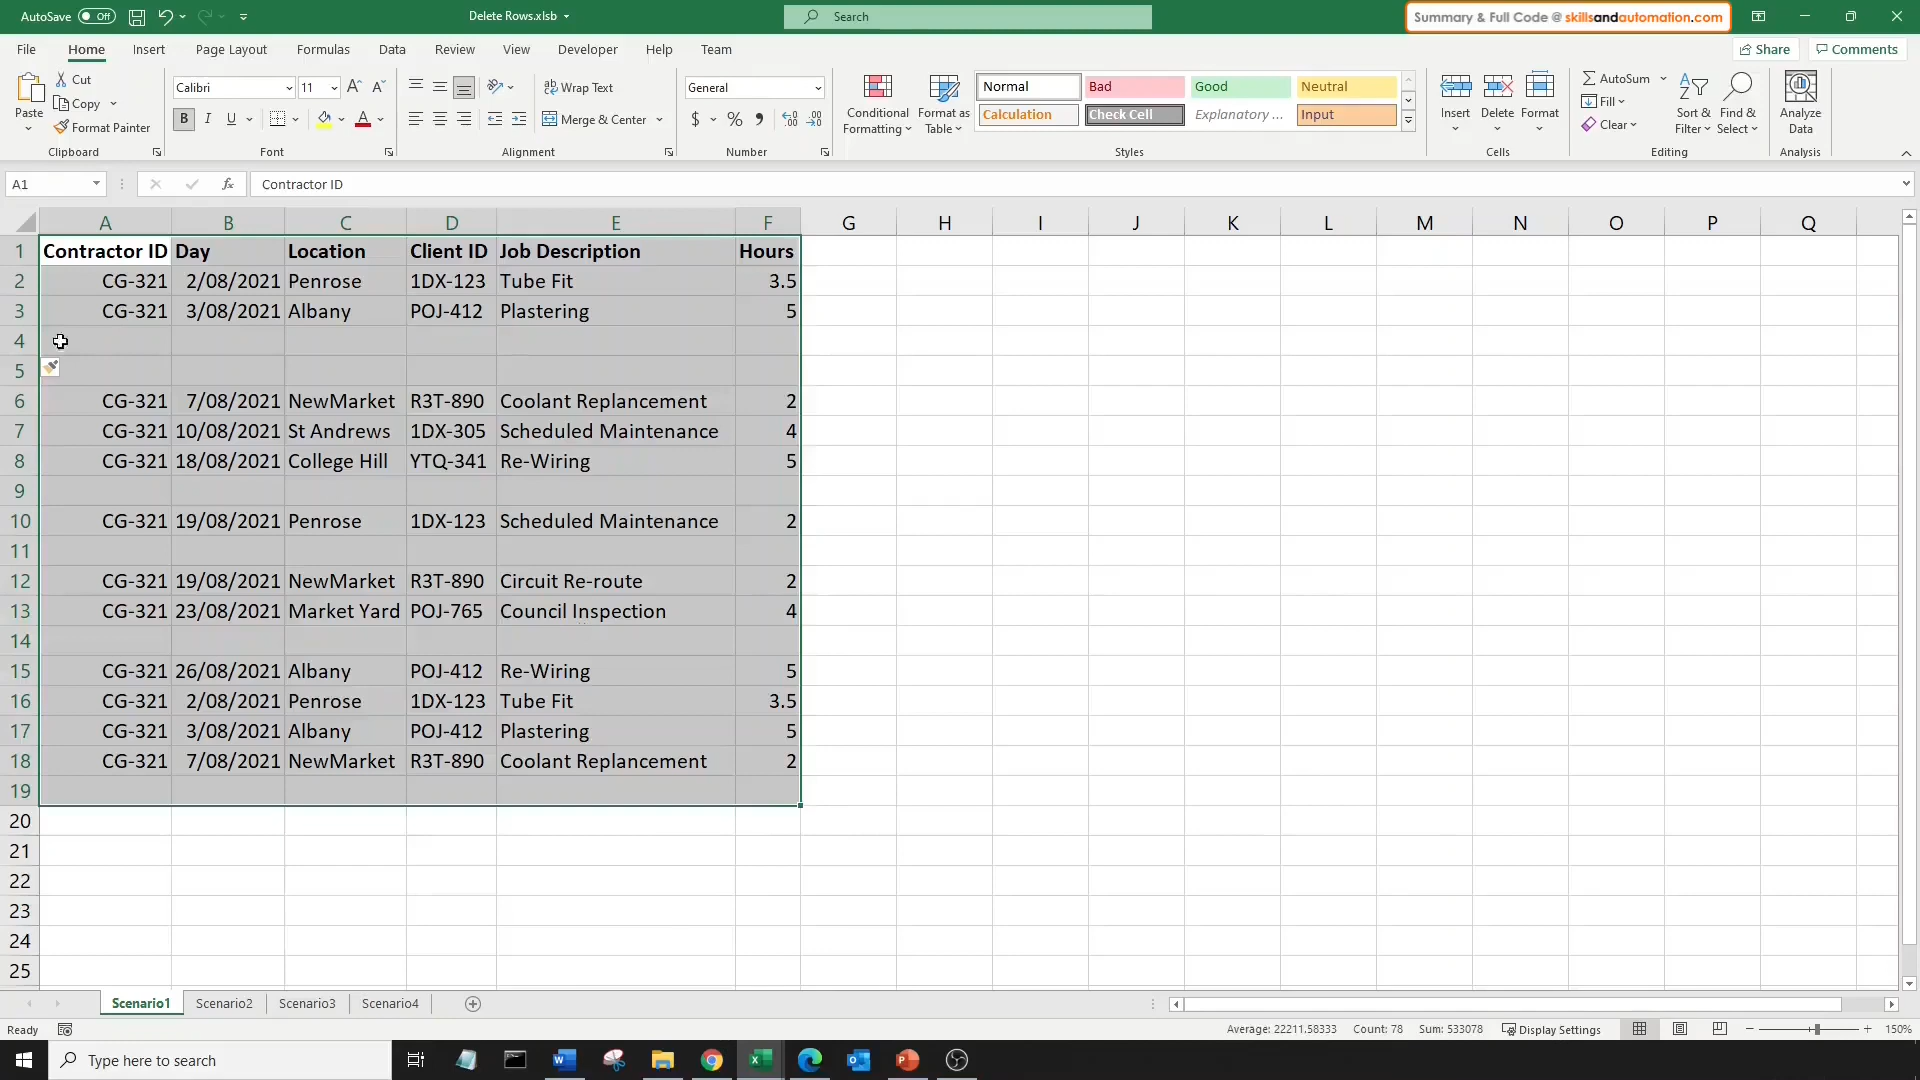 AutoSave Off Delete Rows.xlsb Search Summary & Full Code @ skillsandautomation.com
File Home Insert Page Layout Formulas Data Review View Developer Help Team Share Comments
Paste
Cut
Copy
Format Painter
Clipboard
Calibri 11
B I U
Font
Wrap Text
Merge & Center
Alignment
General
$ % 9
Number
Conditional Formatting
Format as Table
Normal Bad Good Neutral
Calculation Check Cell Explanatory ... Input
Styles
Insert Delete Format
Cells
AutoSum
Fill
Clear
Sort & Filter
Find & Select
Editing
Analyze Data
Analysis
A1 fx Contractor ID
A B C D E F G H I J K L M N O P Q
1 Contractor ID Day Location Client ID Job Description Hours
2 CG-321 2/08/2021 Penrose 1DX-123 Tube Fit 3.5
3 CG-321 3/08/2021 Albany POJ-412 Plastering 5
4
5
6 CG-321 7/08/2021 NewMarket R3T-890 Coolant Replancement 2
7 CG-321 10/08/2021 St Andrews 1DX-305 Scheduled Maintenance 4
8 CG-321 18/08/2021 College Hill YTQ-341 Re-Wiring 5
9
10 CG-321 19/08/2021 Penrose 1DX-123 Scheduled Maintenance 2
11
12 CG-321 19/08/2021 NewMarket R3T-890 Circuit Re-route 2
13 CG-321 23/08/2021 Market Yard POJ-765 Council Inspection 4
14
15 CG-321 26/08/2021 Albany POJ-412 Re-Wiring 5
16 CG-321 2/08/2021 Penrose 1DX-123 Tube Fit 3.5
17 CG-321 3/08/2021 Albany POJ-412 Plastering 5
18 CG-321 7/08/2021 NewMarket R3T-890 Coolant Replancement 2
19
20
21
22
23
24
25
Scenario1 Scenario2 Scenario3 Scenario4
Ready Average: 22211.58333 Count: 78 Sum: 533078 Display Settings 150%
Type here to search